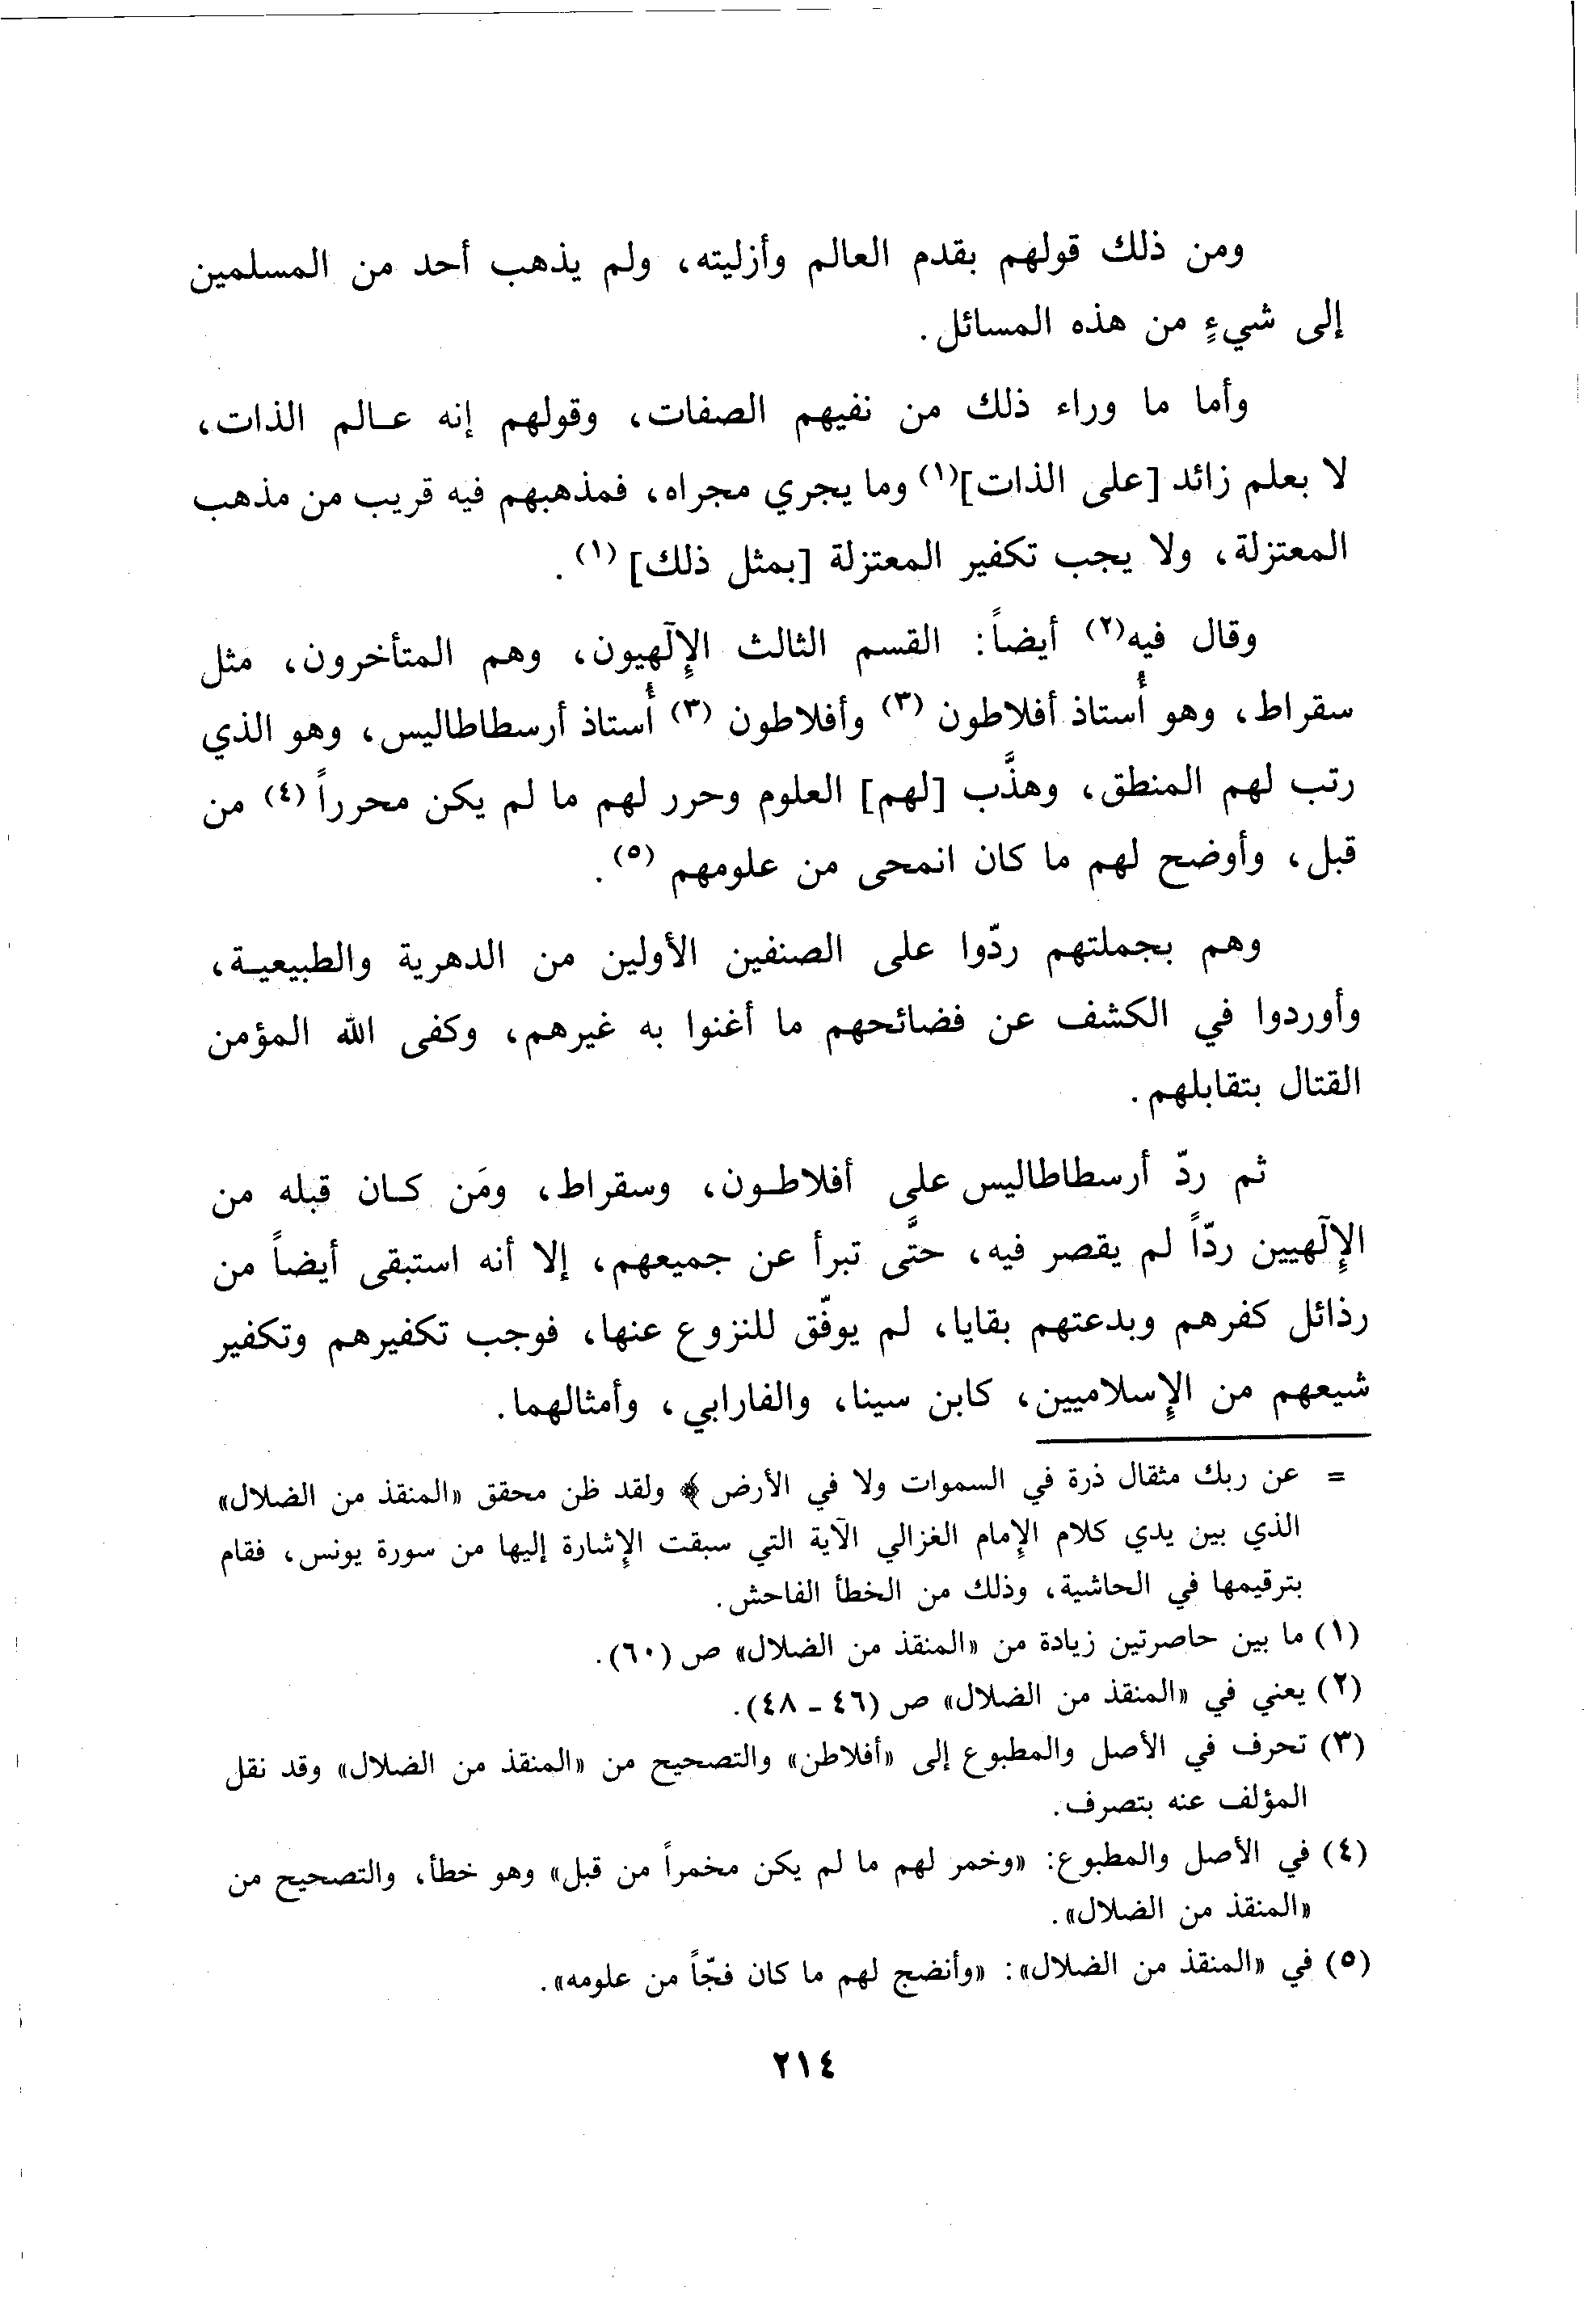 ومن ذلك قولهم بقدم العالم وأزليته، ولم يذهب أحد من المسلمين
إلى شيءٍ من هذه المسائل.
وأما ما وراء ذلك من نفيهم الصفات، وقولهم إنه عـالم الذات،
لا بعلم زائد [على الذات](١) وما يجري مجراه، فمذهبهم فيه قريب من مذهب
المعتزلة، ولا يجب تكفير المعتزلة [بمثل ذلك] (١).
وقال فيه(٢) أيضاً: القسم الثالث الإِلٓهيون، وهم المتأخرون، مثل
سقراط، وهو أُستاذ أفلاطون (٣) وأفلاطون (٣) أُستاذ أرسطاطاليس، وهو الذي
رتب لهم المنطق، وهذَّب [لهم] العلوم وحرر لهم ما لم يكن محرراً (٤) من
قبل، وأوضح لهم ما كان انمحى من علومهم (٥).
وهم بجملتهم ردّوا على الصنفين الأولين من الدهرية والطبيعيـة،
وأوردوا في الكشف عن فضائحهم ما أغنوا به غيرهم، وكفى الله المؤمن
القتال بتقابلهم.
ثم ردّ أرسطاطاليس على أفلاطـون، وسقراط، ومَن كـان قبله من
الإِلٓهيين ردّاً لم يقصر فيه، حتَّى تبرأ عن جميعهم، إلا أنه استبقى أيضاً من
رذائل كفرهم وبدعتهم بقايا، لم يوفّق للنزوع عنها، فوجب تكفيرهم وتكفير
شيعهم من الإِسلاميين، كابن سينا، والفارابي، وأمثالهما.
= عن ربك مثقال ذرة في السموات ولا في الأرض ﴾ ولقد ظن محقق «المنقذ من الضلال»
الذي بين يدي كلام الإِمام الغزالي الآية التي سبقت الإِشارة إليها من سورة يونس، فقام
بترقيمها في الحاشية، وذلك من الخطأ الفاحش.
(١) ما بين حاصرتين زيادة من «المنقذ من الضلال» ص (٦٠).
(٢) يعني في «المنقذ من الضلال» ص (٤٦ - ٤٨).
(٣) تحرف في الأصل والمطبوع إلى «أفلاطن» والتصحيح من «المنقذ من الضلال» وقد نقل
المؤلف عنه بتصرف.
(٤) في الأصل والمطبوع: «وخمر لهم ما لم يكن مخمراً من قبل» وهو خطأ، والتصحيح من
«المنقذ من الضلال».
(٥) في «المنقذ من الضلال»: «وأنضج لهم ما كان فجّاً من علومه».
٢١٤